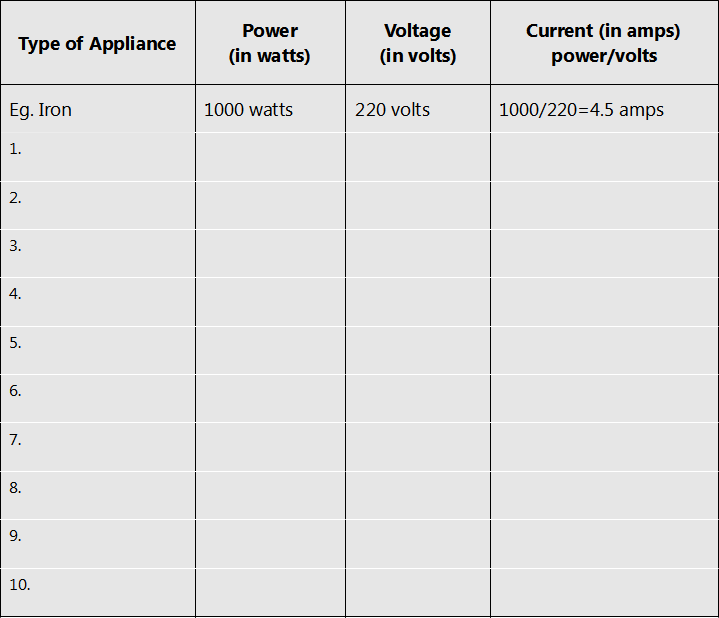 Type of Appliance
Power
(in watts)
Voltage
(in volts)
Current (in amps)
power/volts
Eg. Iron
1000 watts
220 volts
1000/220=4.5 amps
1.
2.
3.
4.
5.
6.
7.
8.
9.
10.